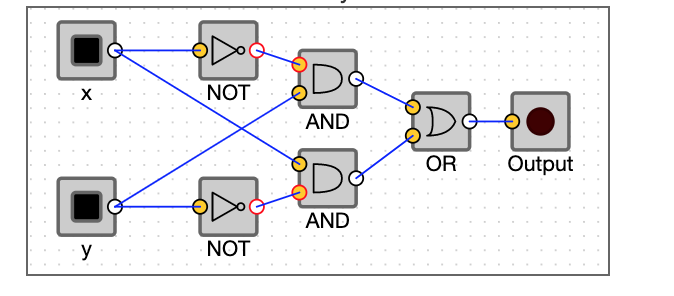 x
NOT
AND
OR
Output
AND
y
NOT